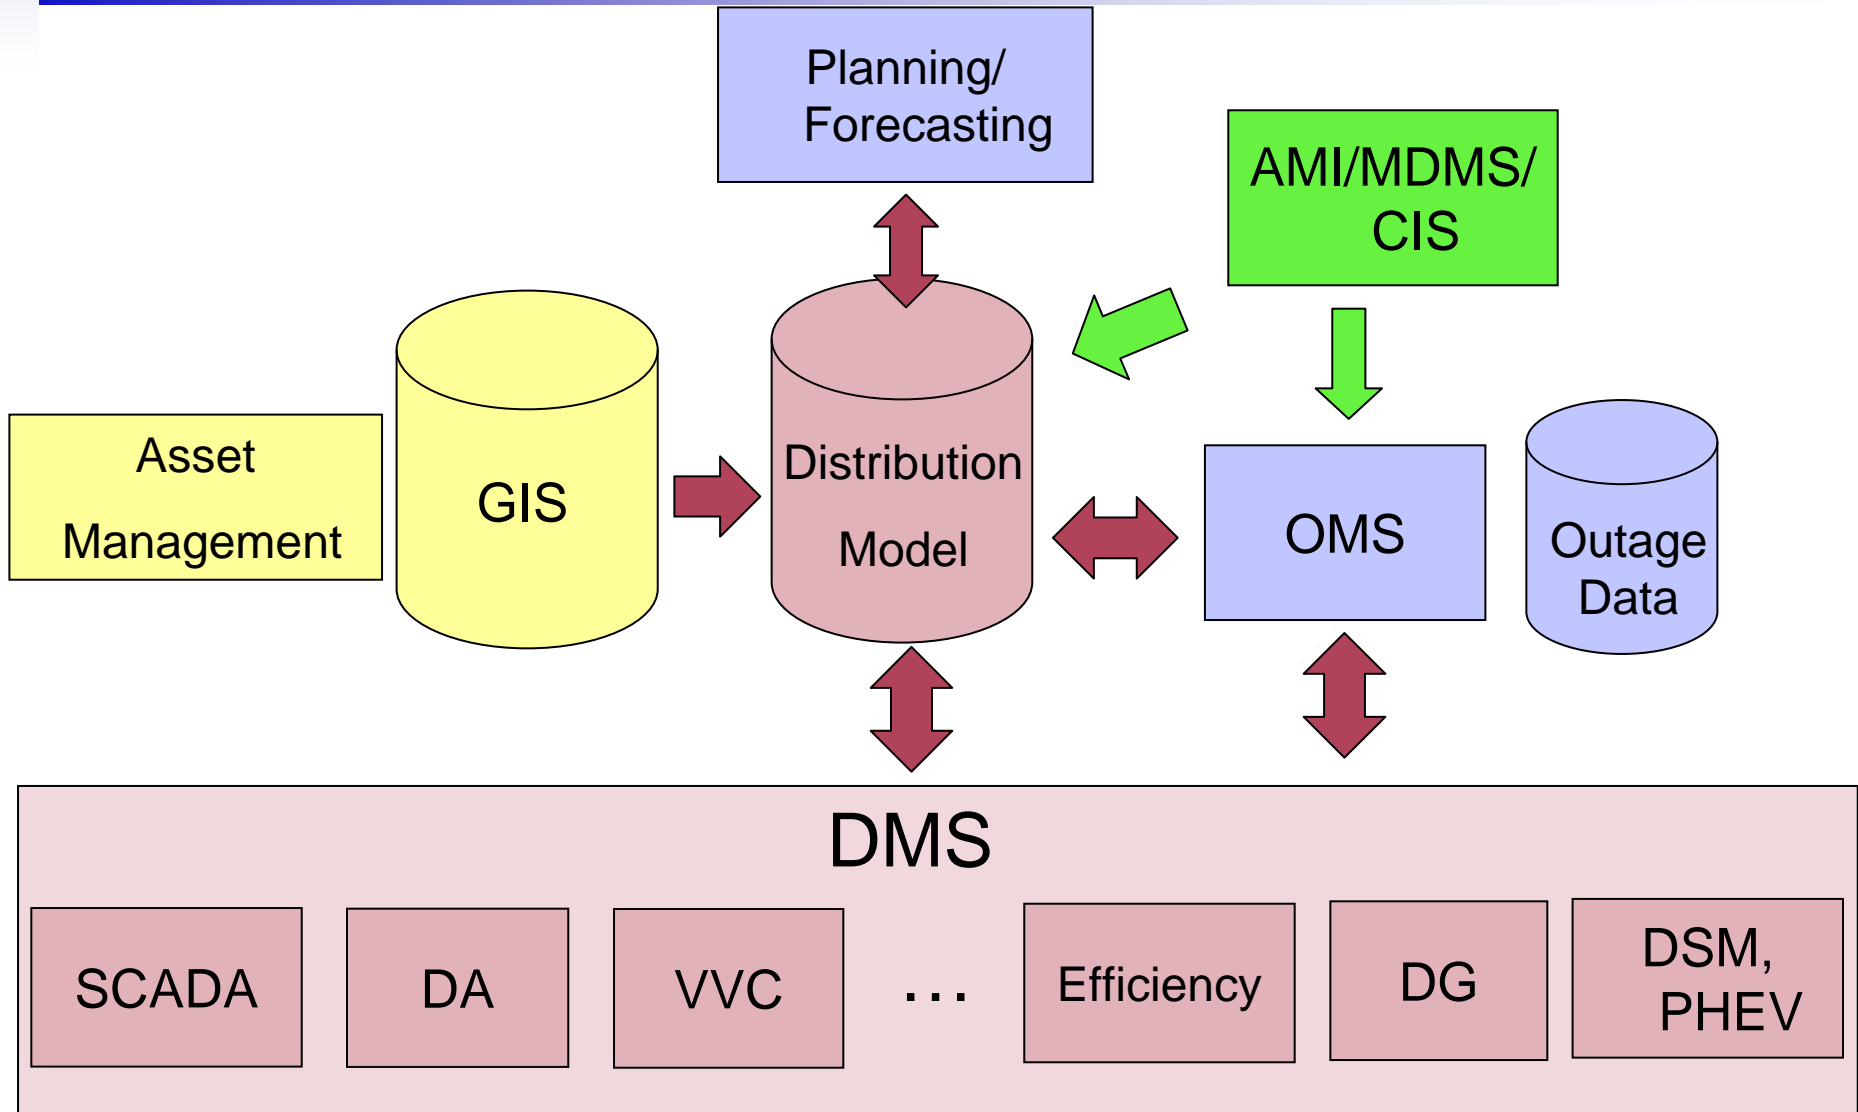 Planning/
Forecasting
AMI/MDMS/
CIS
Asset
Management
GIS
Distribution
Model
OMS
Outage
Data
DMS
SCADA
DA
VVC
...
Efficiency
DG
DSM,
PHEV